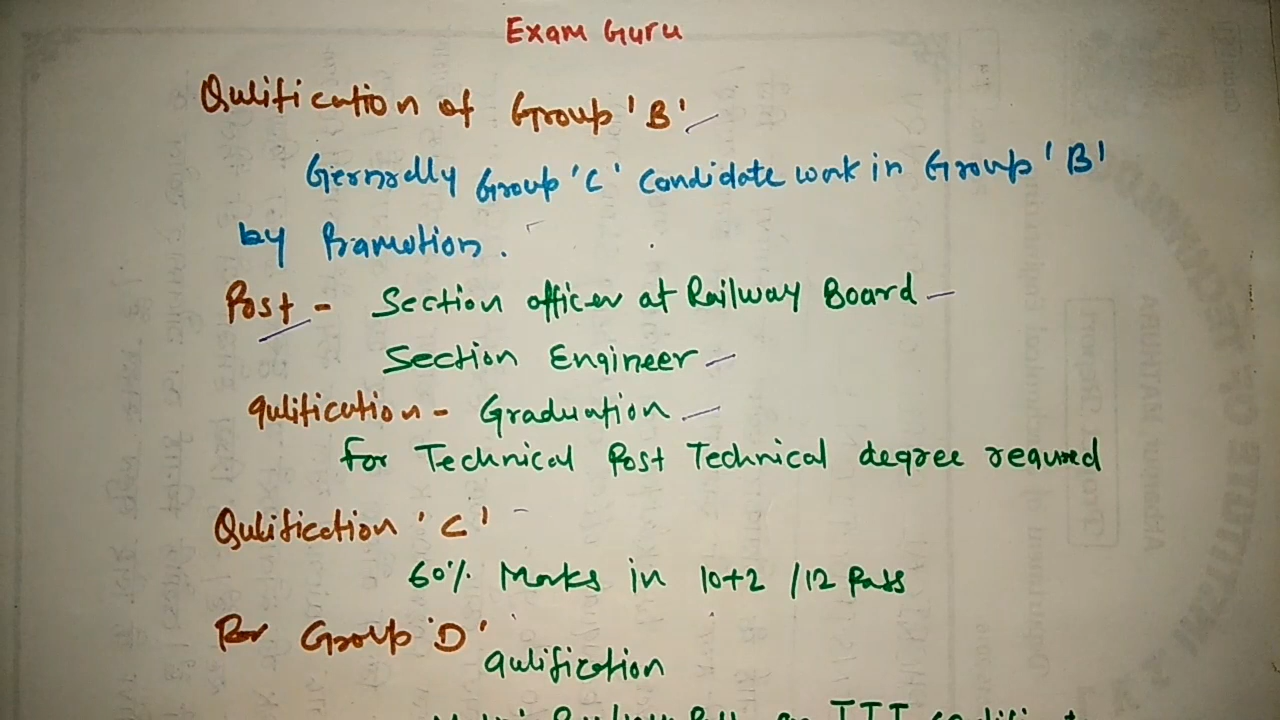 Exam Guru
Qulification of Group 'B'
Gernrally Group 'C' Candidate work in Group 'B'
by Pramotion.
Post - Section officer at Railway Board
Section Engineer
qulification - Graduation
for Technical Post Technical degree requred
Qulification 'C'
60% Marks in 10+2 /12 Pass
For Group 'D'
qulification
ITI